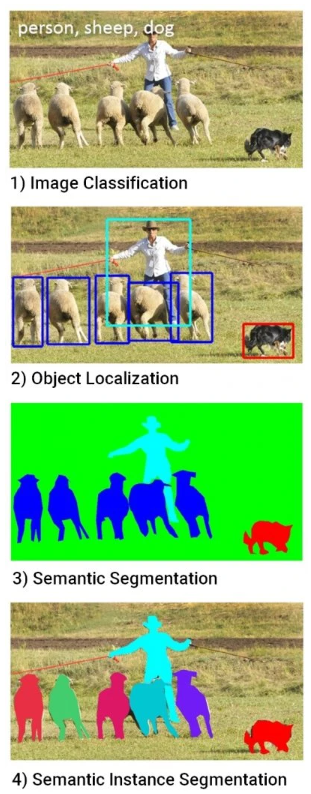 person, sheep, dog
1) Image Classification
2) Object Localization
3) Semantic Segmentation
4) Semantic Instance Segmentation